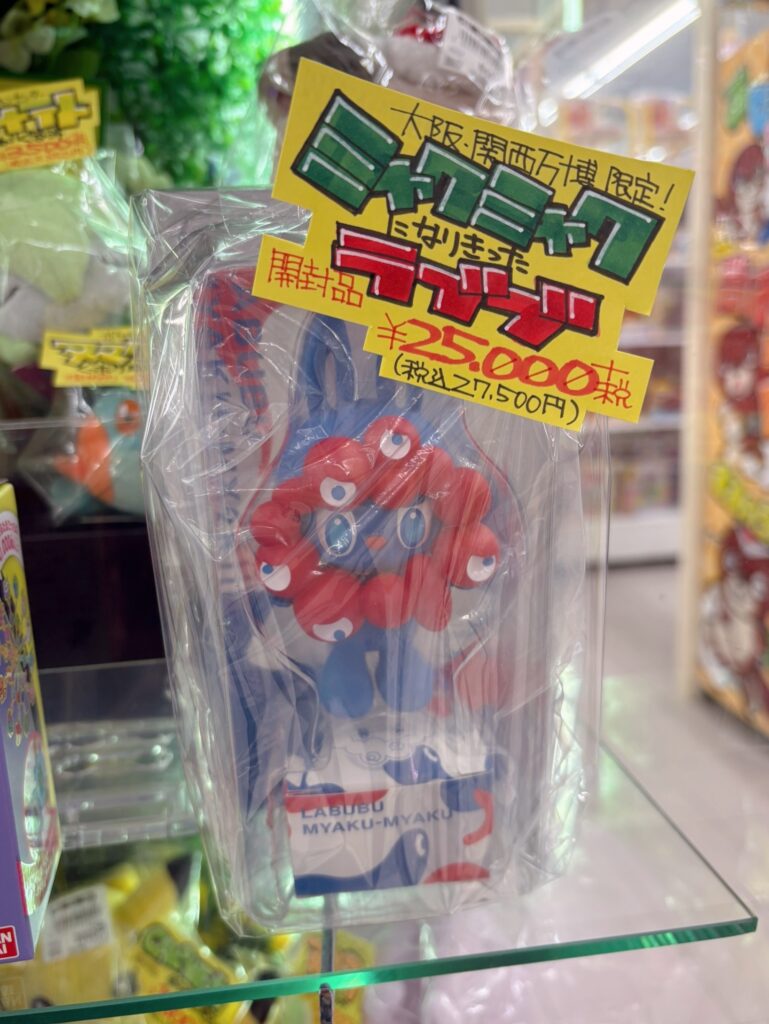 大阪・関西万博 限定!
ミャクミャク
になりきった
ラブブ
開封品
¥25.000+税
(税込27,500円)
LABUBU
MYAKU-MYAKU